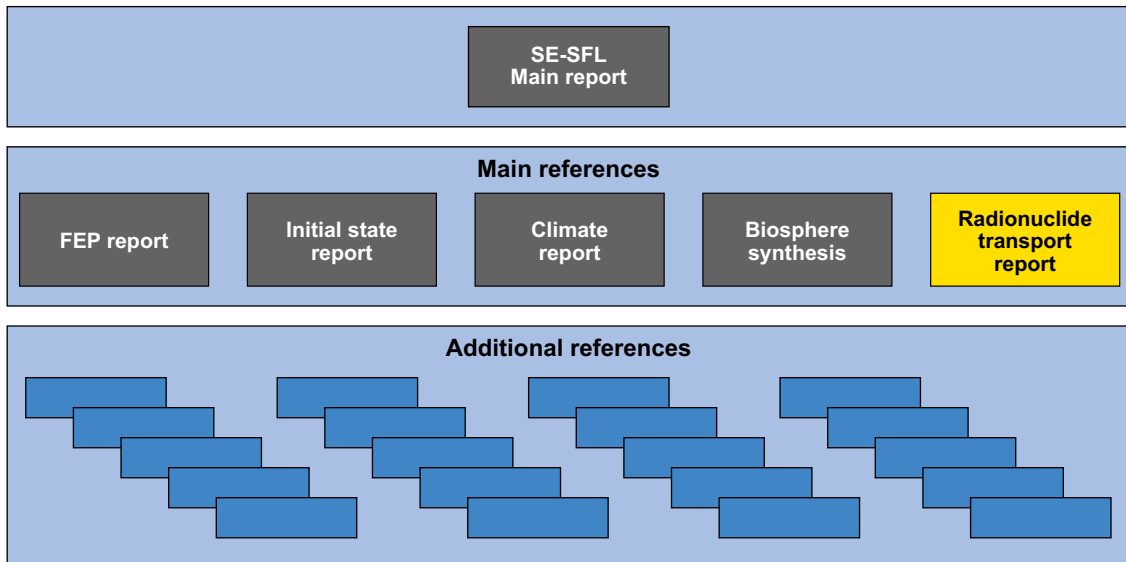 SE-SFL
Main report
Main references
FEP report
Initial state
report
Climate
report
Biosphere
synthesis
Radionuclide
transport
report
Additional references